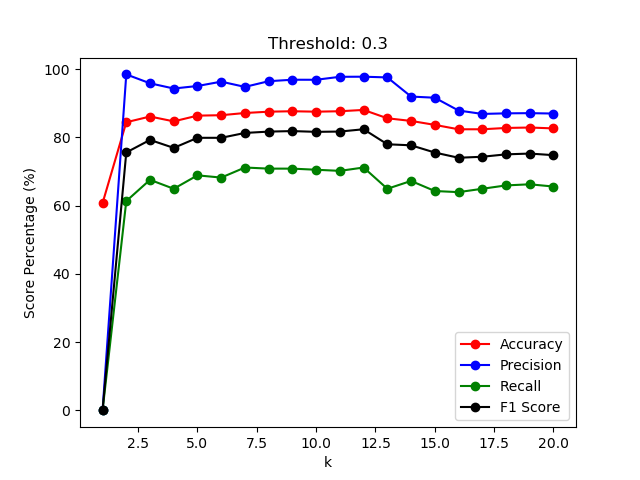 Threshold: 0.3
Score Percentage (%)
100
80
60
40
20
0
2.5 5.0 7.5 10.0 12.5 15.0 17.5 20.0
k
Accuracy
Precision
Recall
F1 Score